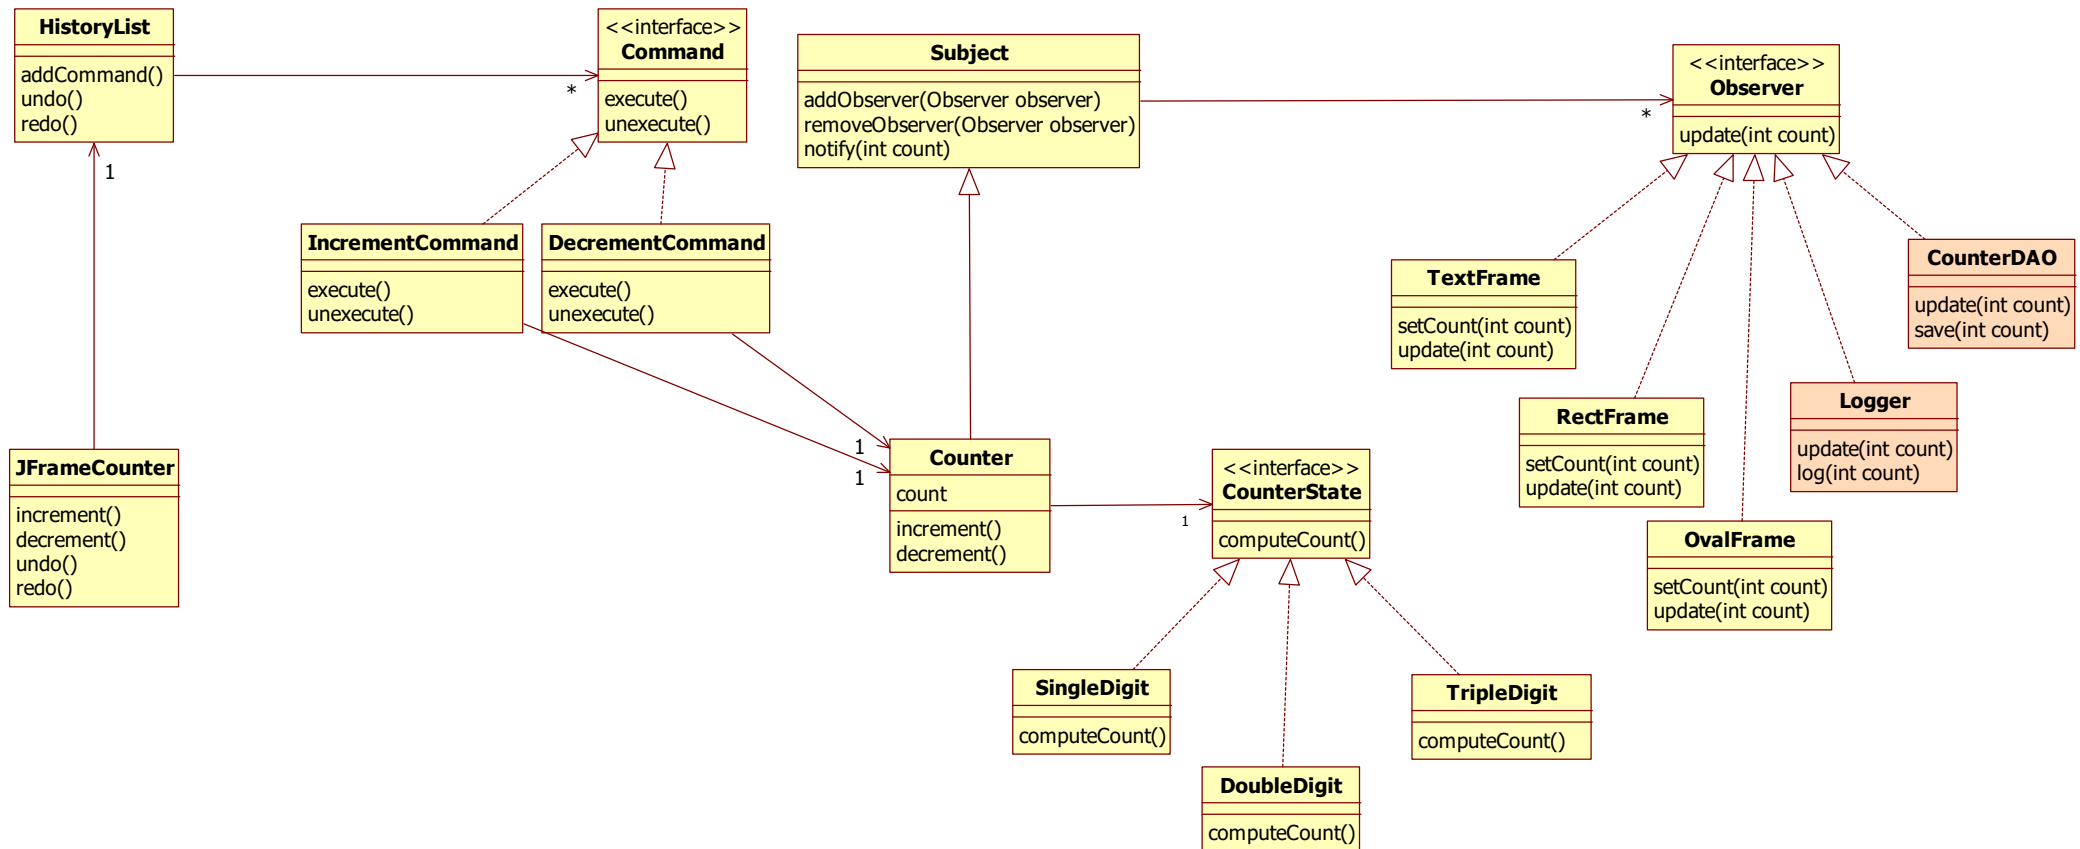 HistoryList
addCommand()
undo()
redo()
<<interface>>
Command
execute()
unexecute()
*
Subject
addObserver(Observer observer)
removeObserver(Observer observer)
notify(int count)
<<interface>>
Observer
update(int count)
*
1
IncrementCommand
execute()
unexecute()
DecrementCommand
execute()
unexecute()
TextFrame
setCount(int count)
update(int count)
CounterDAO
update(int count)
save(int count)
RectFrame
setCount(int count)
update(int count)
Logger
update(int count)
log(int count)
OvalFrame
setCount(int count)
update(int count)
JFrameCounter
increment()
decrement()
undo()
redo()
1
1
Counter
count
increment()
decrement()
1
<<interface>>
CounterState
computeCount()
SingleDigit
computeCount()
DoubleDigit
computeCount()
TripleDigit
computeCount()